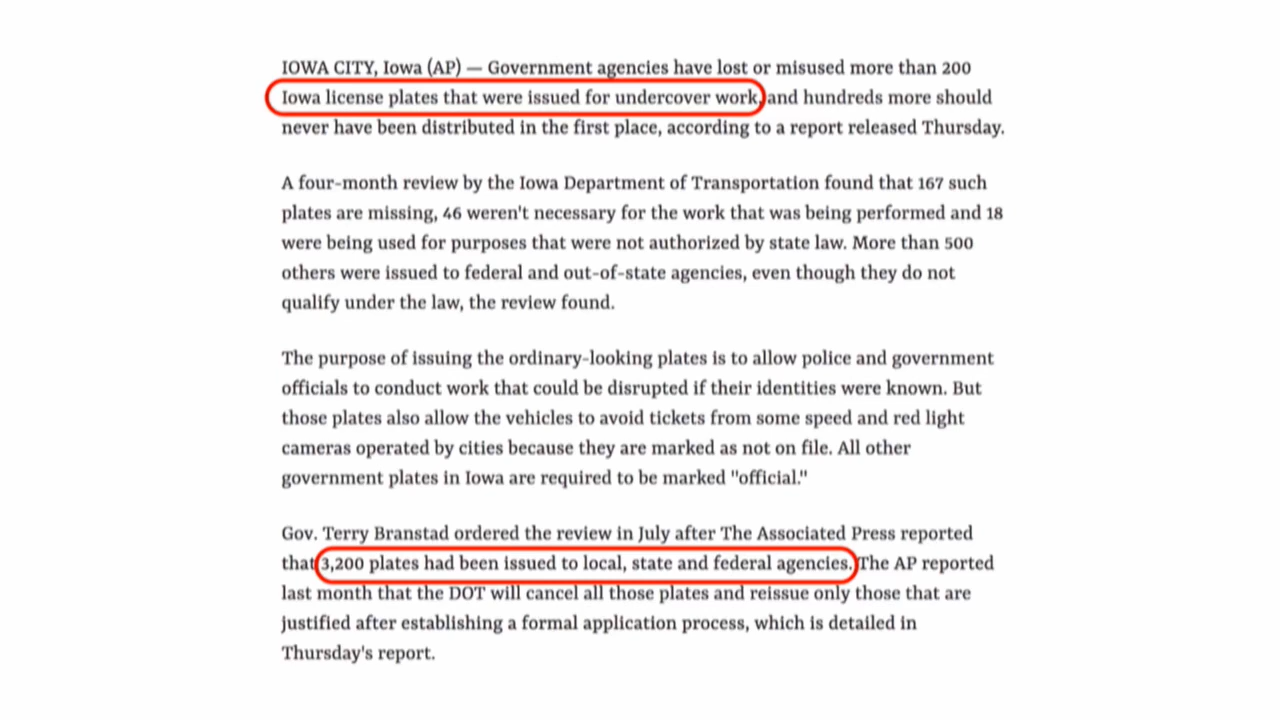 IOWA CITY, Iowa (AP) — Government agencies have lost or misused more than 200
Iowa license plates that were issued for undercover work, and hundreds more should
never have been distributed in the first place, according to a report released Thursday.
A four-month review by the Iowa Department of Transportation found that 167 such
plates are missing, 46 weren't necessary for the work that was being performed and 18
were being used for purposes that were not authorized by state law. More than 500
others were issued to federal and out-of-state agencies, even though they do not
qualify under the law, the review found.
The purpose of issuing the ordinary-looking plates is to allow police and government
officials to conduct work that could be disrupted if their identities were known. But
those plates also allow the vehicles to avoid tickets from some speed and red light
cameras operated by cities because they are marked as not on file. All other
government plates in Iowa are required to be marked "official."
Gov. Terry Branstad ordered the review in July after The Associated Press reported
that 3,200 plates had been issued to local, state and federal agencies. The AP reported
last month that the DOT will cancel all those plates and reissue only those that are
justified after establishing a formal application process, which is detailed in
Thursday's report.